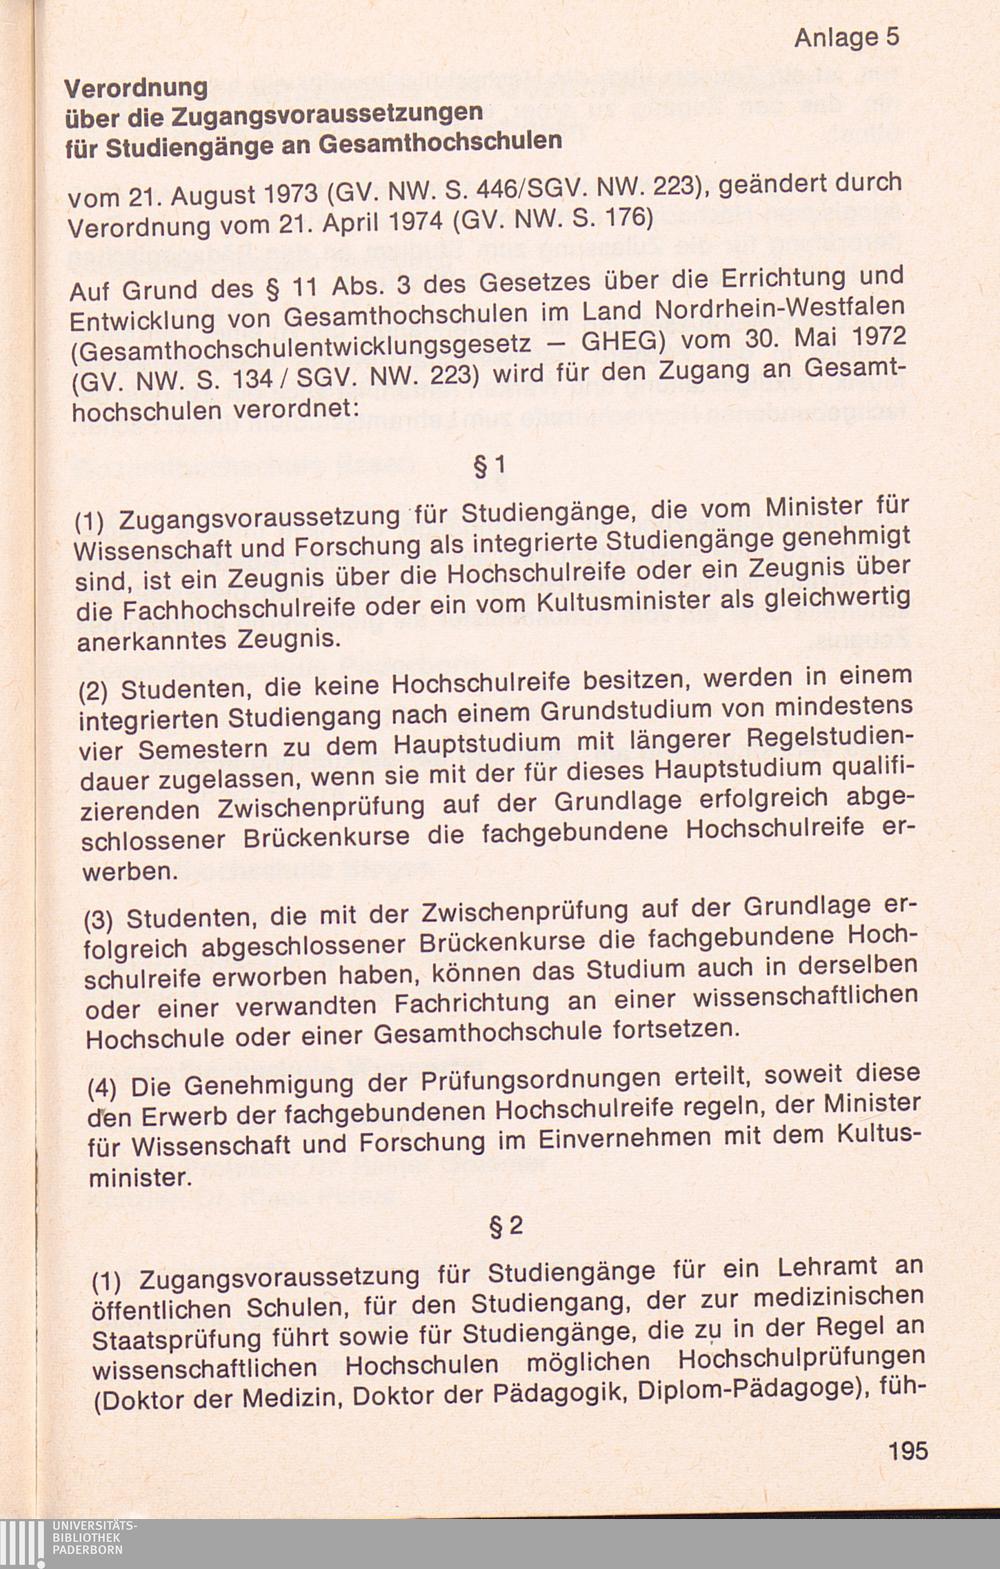 Anlage 5
Verordnung
über die Zugangsvoraussetzungen
für Studiengänge an Gesamthochschulen
vom 21. August 1973 (GV. NW. S. 446/SGV. NW. 223), geändert durch
Verordnung vom 21. April 1974 (GV. NW. S. 176)
Auf Grund des § 11 Abs. 3 des Gesetzes über die Errichtung und
Entwicklung von Gesamthochschulen im Land Nordrhein-Westfalen
(Gesamthochschulentwicklungsgesetz — GHEG) vom 30. Mai 1972
(GV. NW. S. 134 / SGV. NW. 223) wird für den Zugang an Gesamt-
hochschulen verordnet:
§ 1
(1) Zugangsvoraussetzung für Studiengänge, die vom Minister für
Wissenschaft und Forschung als integrierte Studiengänge genehmigt
sind, ist ein Zeugnis über die Hochschulreife oder ein Zeugnis über
die Fachhochschulreife oder ein vom Kultusminister als gleichwertig
anerkanntes Zeugnis.
(2) Studenten, die keine Hochschulreife besitzen, werden in einem
integrierten Studiengang nach einem Grundstudium von mindestens
vier Semestern zu dem Hauptstudium mit längerer Regelstudien-
dauer zugelassen, wenn sie mit der für dieses Hauptstudium qualifi-
zierenden Zwischenprüfung auf der Grundlage erfolgreich abge-
schlossener Brückenkurse die fachgebundene Hochschulreife er-
werben.
(3) Studenten, die mit der Zwischenprüfung auf der Grundlage er-
folgreich abgeschlossener Brückenkurse die fachgebundene Hoch-
schulreife erworben haben, können das Studium auch in derselben
oder einer verwandten Fachrichtung an einer wissenschaftlichen
Hochschule oder einer Gesamthochschule fortsetzen.
(4) Die Genehmigung der Prüfungsordnungen erteilt, soweit diese
den Erwerb der fachgebundenen Hochschulreife regeln, der Minister
für Wissenschaft und Forschung im Einvernehmen mit dem Kultus-
minister.
§ 2
(1) Zugangsvoraussetzung für Studiengänge für ein Lehramt an
öffentlichen Schulen, für den Studiengang, der zur medizinischen
Staatsprüfung führt sowie für Studiengänge, die zu in der Regel an
wissenschaftlichen Hochschulen möglichen Hochschulprüfungen
(Doktor der Medizin, Doktor der Pädagogik, Diplom-Pädagoge), füh-
195
UNIVERSITÄTS-
BIBLIOTHEK
PADERBORN